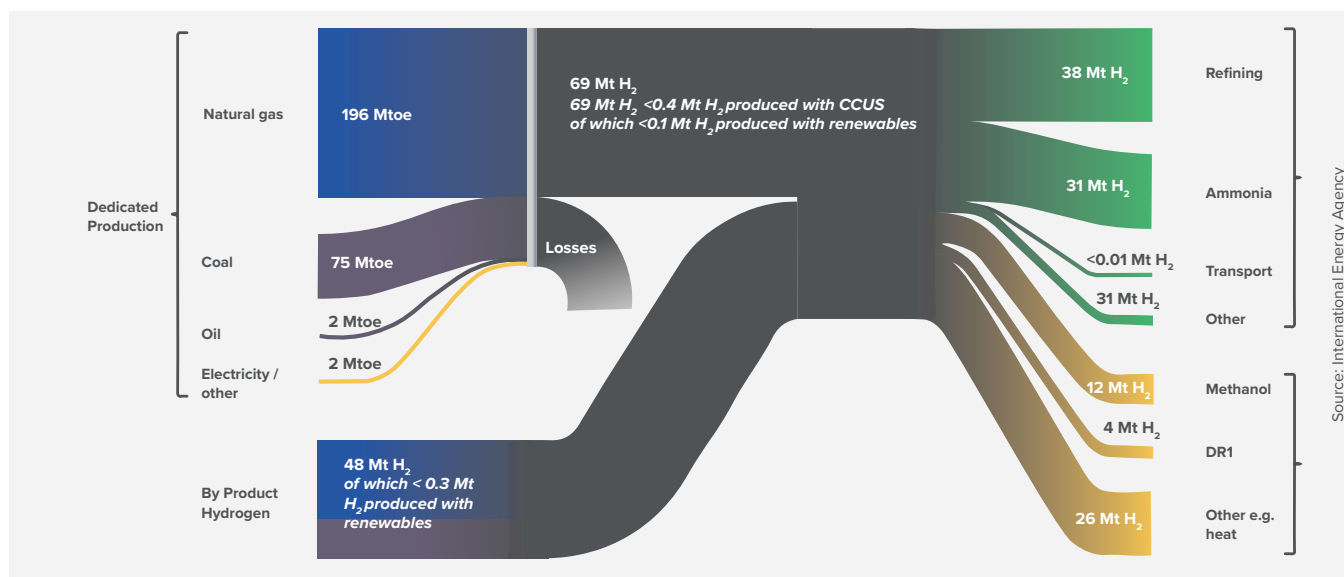 Dedicated
Production
Natural gas
Coal
Oil
Electricity /
other
By Product
Hydrogen
196 Mtoe
75 Mtoe
2 Mtoe
2 Mtoe
48 Mt H₂
of which < 0.3 Mt
H₂ produced with
renewables
69 Mt H₂
69 Mt H₂ <0.4 Mt H₂ produced with CCUS
of which <0.1 Mt H₂ produced with renewables
Losses
38 Mt H₂
31 Mt H₂
<0.01 Mt H₂
31 Mt H₂
12 Mt H₂
4 Mt H₂
26 Mt H₂
Refining
Ammonia
Transport
Other
Methanol
DR1
Other e.g.
heat
Source: International Energy Agency